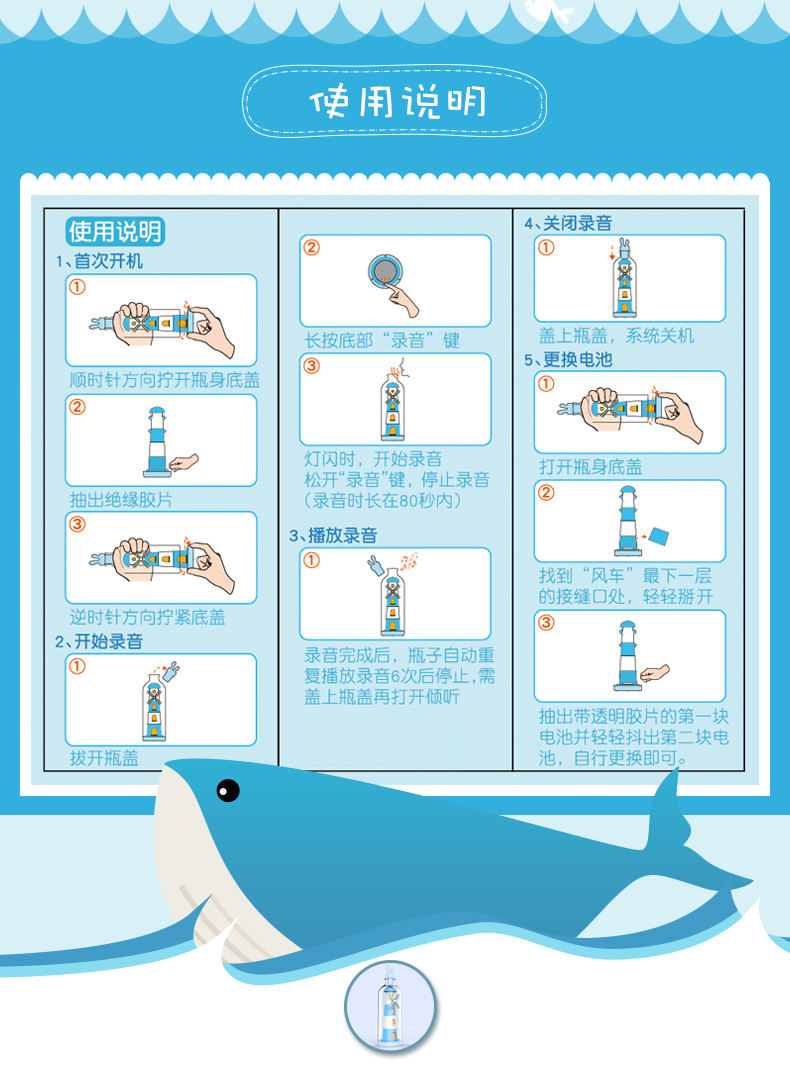 使用说明
使用说明
1、首次开机
①
顺时针方向拧开瓶身底盖
②
抽出绝缘胶片
③
逆时针方向拧紧底盖
2、开始录音
①
拔开瓶盖
②
长按底部“录音”键
③
灯闪时，开始录音
松开“录音”键，停止录音
（录音时长在80秒内）
3、播放录音
①
录音完成后，瓶子自动重
复播放录音6次后停止，需
盖上瓶盖再打开倾听
4、关闭录音
①
盖上瓶盖，系统关机
5、更换电池
①
打开瓶身底盖
②
找到“风车”最下一层
的接缝口处，轻轻掰开
③
抽出带透明胶片的第一块
电池并轻轻抖出第二块电
池，自行更换即可。